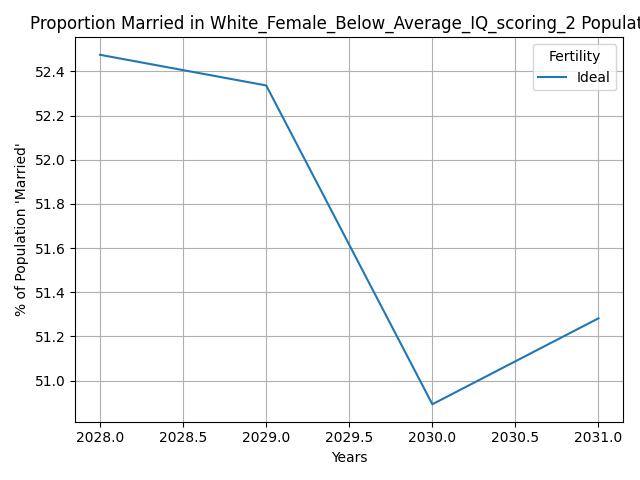 Proportion Married in White_Female_Below_Average_IQ_scoring_2 Populat
Fertility
Ideal
% of Population 'Married'
52.4
52.2
52.0
51.8
51.6
51.4
51.2
51.0
2028.0 2028.5 2029.0 2029.5 2030.0 2030.5 2031.0
Years